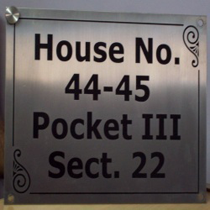 House No.
44-45
Pocket III
Sect. 22